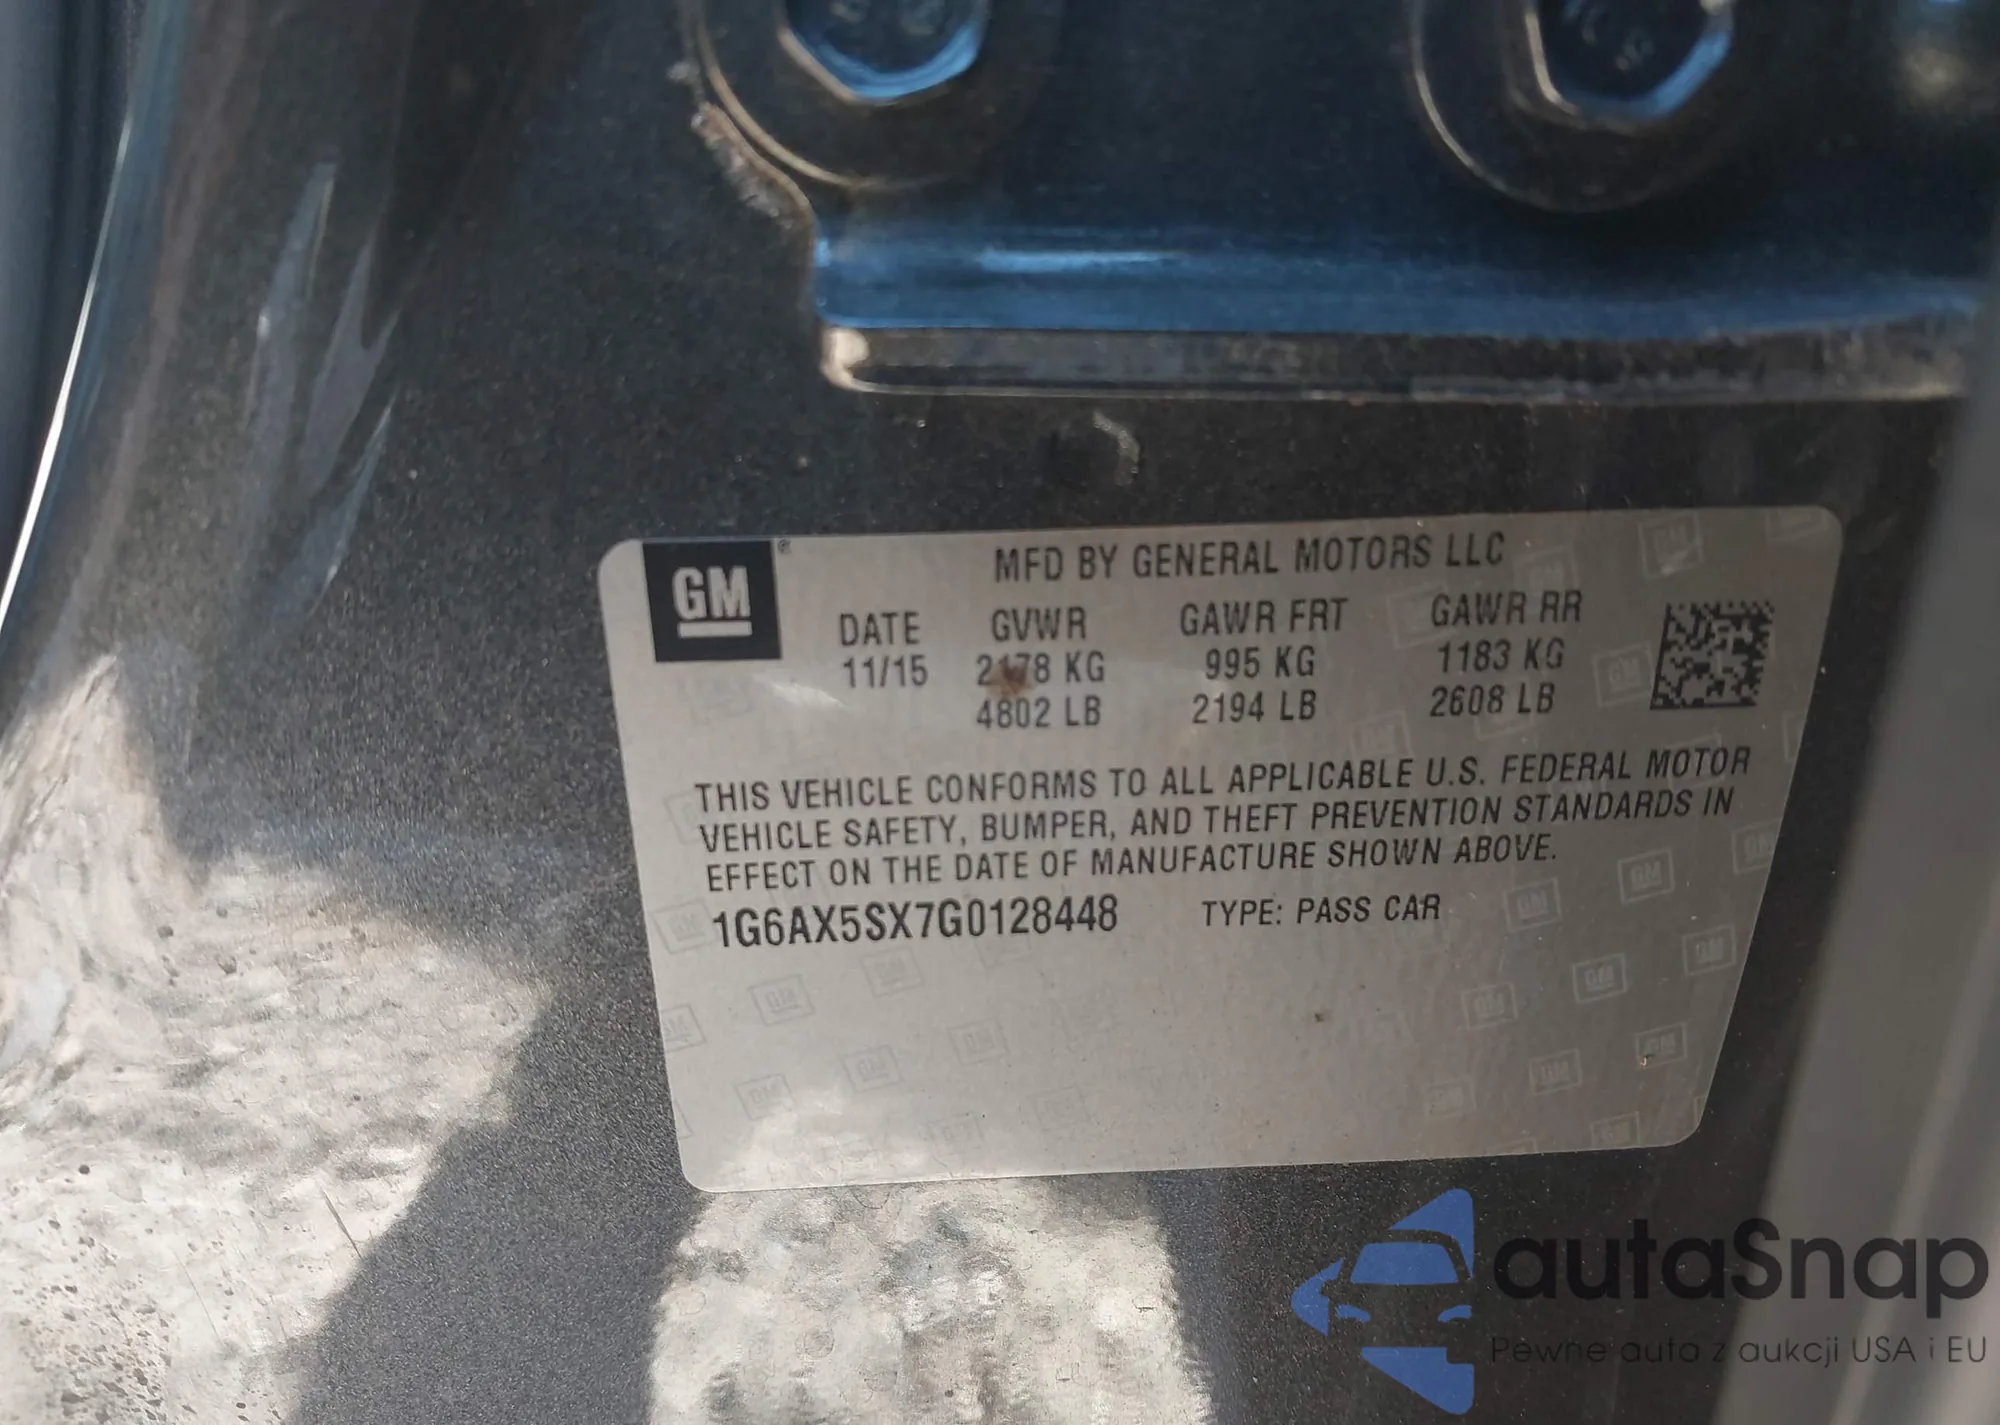 GM
®
MFD BY GENERAL MOTORS LLC
DATE GVWR GAWR FRT GAWR RR
11/15 2178 KG 995 KG 1183 KG
4802 LB 2194 LB 2608 LB
THIS VEHICLE CONFORMS TO ALL APPLICABLE U.S. FEDERAL MOTOR
VEHICLE SAFETY, BUMPER, AND THEFT PREVENTION STANDARDS IN
EFFECT ON THE DATE OF MANUFACTURE SHOWN ABOVE.
1G6AX5SX7G0128448 TYPE: PASS CAR
autaSnap
Pewne auta z aukcji USA i EU